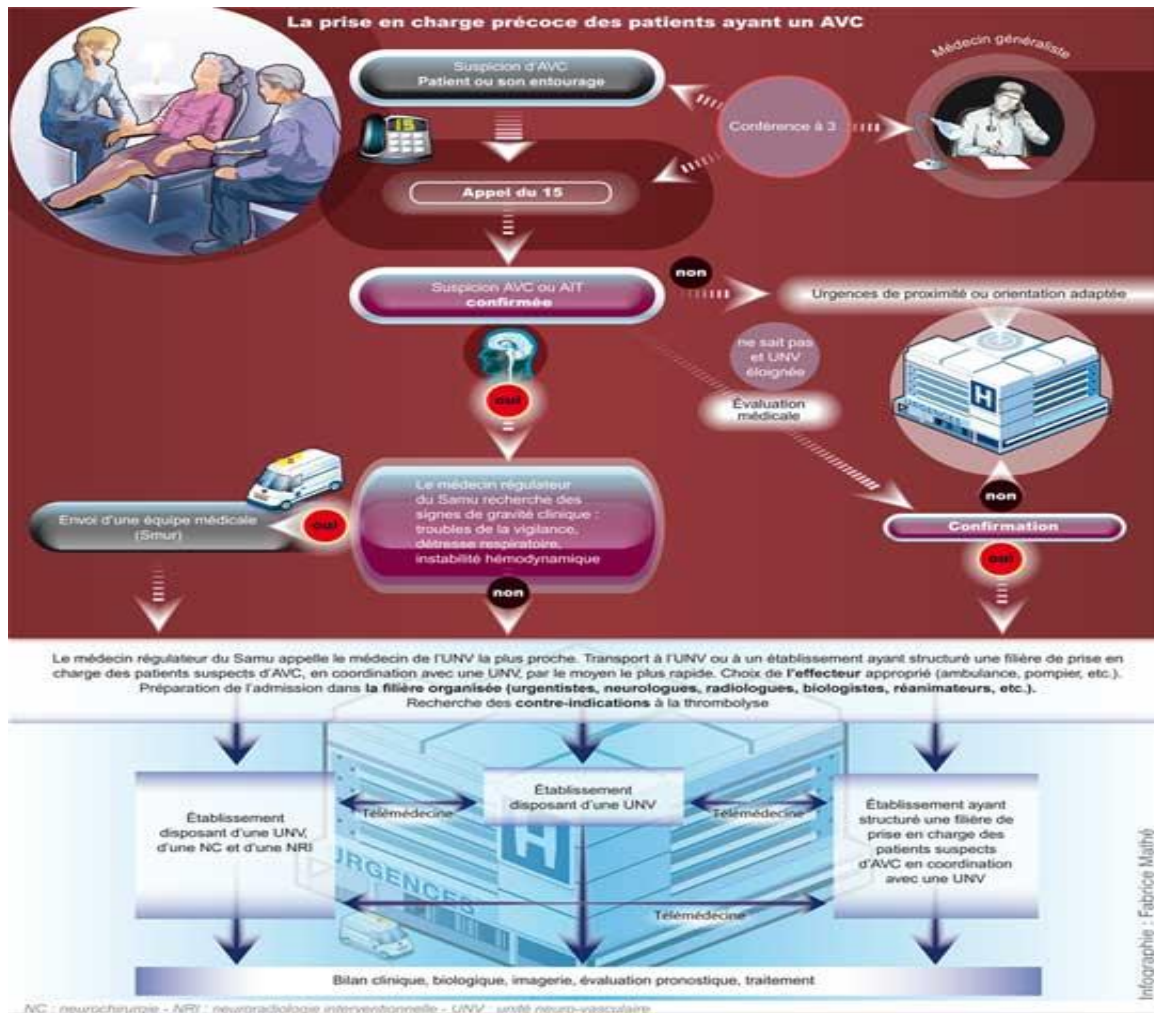 La prise en charge précoce des patients ayant un AVC
Médecin généraliste
Suspicion d'AVC
Patient ou son entourage
15
Conférence à 3
Appel du 15
Suspicion AVC ou AIT
confirmée
non
Urgences de proximité ou orientation adaptée
ne sait pas
et UNV
éloignée
Évaluation
médicale
oui
H
URGENCES
Le médecin régulateur
du Samu recherche des
signes de gravité clinique :
troubles de la vigilance,
détresse respiratoire,
instabilité hémodynamique
oui
Envoi d'une équipe médicale
(Smur)
non
non
Confirmation
oui
Le médecin régulateur du Samu appelle le médecin de l'UNV la plus proche. Transport à l'UNV ou à un établissement ayant structuré une filière de prise en
charge des patients suspects d'AVC, en coordination avec une UNV, par le moyen le plus rapide. Choix de l'effecteur approprié (ambulance, pompier, etc.).
Préparation de l'admission dans la filière organisée (urgentistes, neurologues, radiologues, biologistes, réanimateurs, etc.).
Recherche des contre-indications à la thrombolyse
Établissement
disposant d'une UNV,
d'une NC et d'une NRI
Télémédecine
Établissement
disposant d'une UNV
Télémédecine
Établissement ayant
structuré une filière de
prise en charge des
patients suspects
d'AVC en coordination
avec une UNV
H
URGENCES
Télémédecine
Bilan clinique, biologique, imagerie, évaluation pronostique, traitement
NC : neurochirurgie - NRI : neuroradiologie interventionnelle - UNV : unité neuro-vasculaire
Infographie : Fabrice Mathé